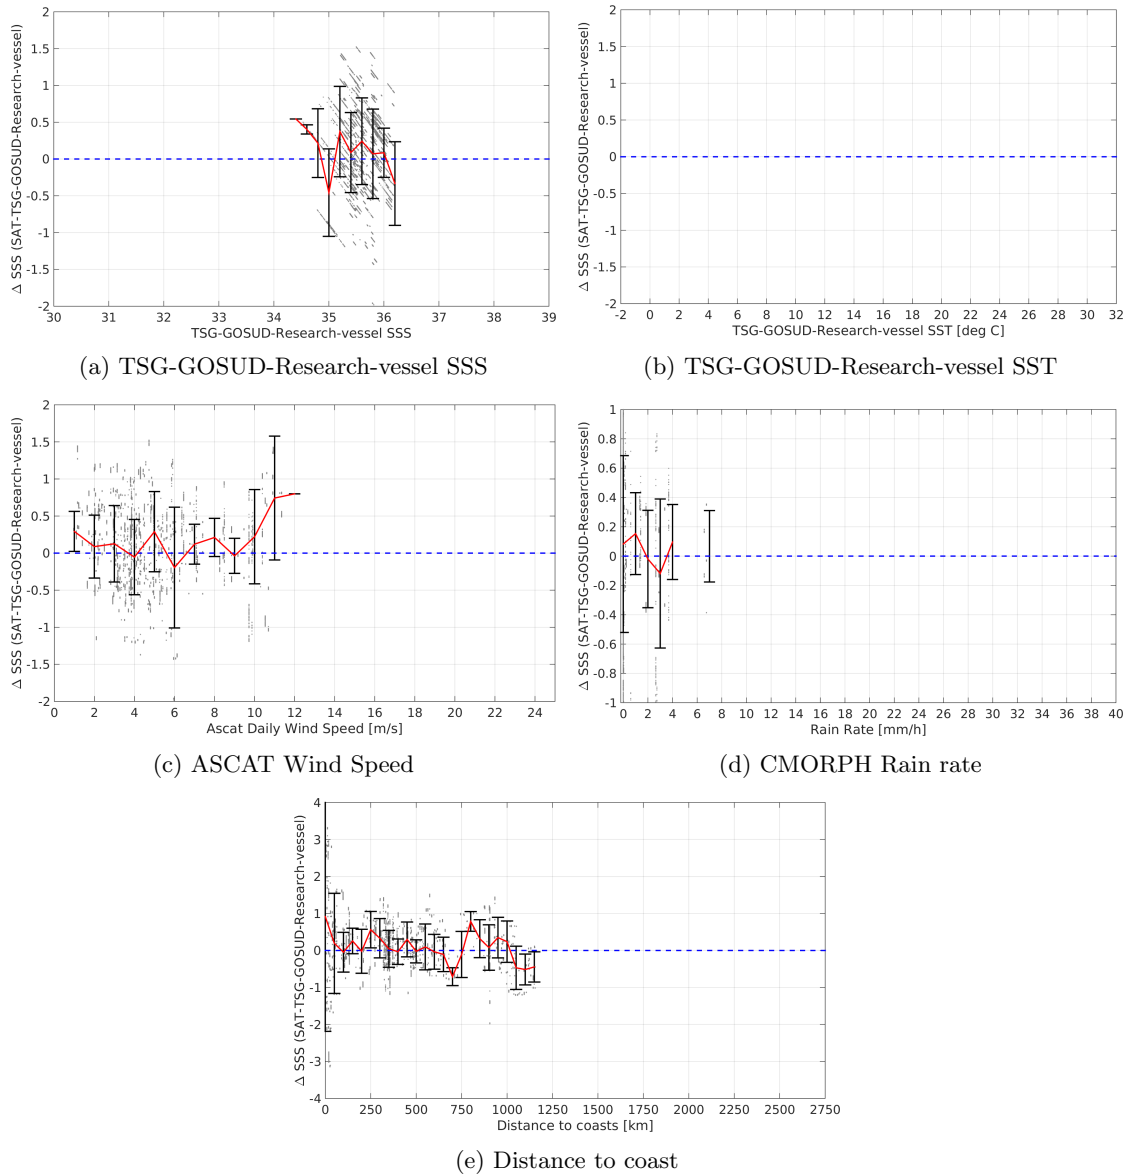 Δ SSS (SAT-TSG-GOSUD-Research-vessel)
2
1.5
1
0.5
0
-0.5
-1
-1.5
-2
30 31 32 33 34 35 36 37 38 39
TSG-GOSUD-Research-vessel SSS
(a) TSG-GOSUD-Research-vessel SSS
Δ SSS (SAT-TSG-GOSUD-Research-vessel)
2
1.5
1
0.5
0
-0.5
-1
-1.5
-2
-2 0 2 4 6 8 10 12 14 16 18 20 22 24 26 28 30 32
TSG-GOSUD-Research-vessel SST [deg C]
(b) TSG-GOSUD-Research-vessel SST
Δ SSS (SAT-TSG-GOSUD-Research-vessel)
2
1.5
1
0.5
0
-0.5
-1
-1.5
-2
0 2 4 6 8 10 12 14 16 18 20 22 24
Ascat Daily Wind Speed [m/s]
(c) ASCAT Wind Speed
Δ SSS (SAT-TSG-GOSUD-Research-vessel)
1
0.8
0.6
0.4
0.2
0
-0.2
-0.4
-0.6
-0.8
-1
0 2 4 6 8 10 12 14 16 18 20 22 24 26 28 30 32 34 36 38 40
Rain Rate [mm/h]
(d) CMORPH Rain rate
Δ SSS (SAT-TSG-GOSUD-Research-vessel)
4
3
2
1
0
-1
-2
-3
-4
0 250 500 750 1000 1250 1500 1750 2000 2250 2500 2750
Distance to coasts [km]
(e) Distance to coast